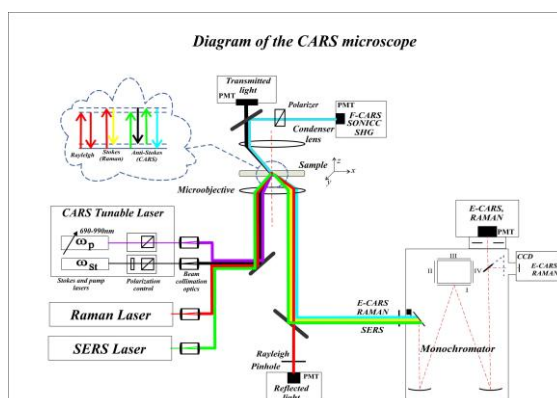 Diagram of the CARS microscope
Transmitted
light
PMT
Polarizer
PMT
F-CARS
SONICC
SHG
Condenser
lens
Rayleigh
Stokes
(Raman)
Anti-Stokes
(CARS)
Sample
z
x
y
Microobjective
CARS Tunable Laser
690-990nm
ωp
ωSt
Stokes and pump
lasers
Polarization
control
Beam
collimation
optics
Raman Laser
SERS Laser
E-CARS,
RAMAN
PMT
CCD
E-CARS
RAMAN
III
II
IV
I
E-CARS
RAMAN
SERS
Monochromator
Rayleigh
Pinhole
PMT
Reflected
light